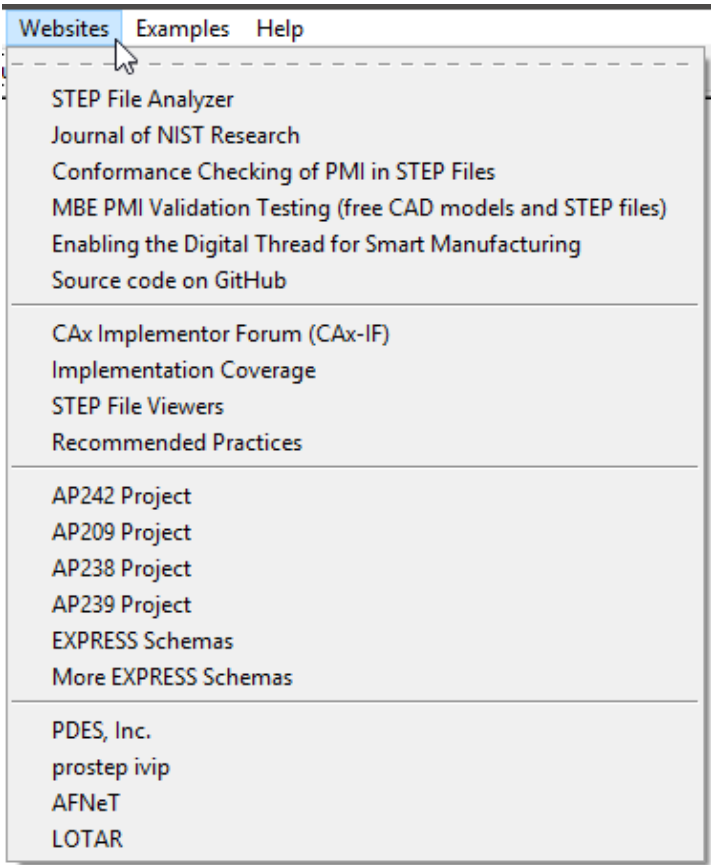 Websites Examples Help
STEP File Analyzer
Journal of NIST Research
Conformance Checking of PMI in STEP Files
MBE PMI Validation Testing (free CAD models and STEP files)
Enabling the Digital Thread for Smart Manufacturing
Source code on GitHub
CAx Implementor Forum (CAx-IF)
Implementation Coverage
STEP File Viewers
Recommended Practices
AP242 Project
AP209 Project
AP238 Project
AP239 Project
EXPRESS Schemas
More EXPRESS Schemas
PDES, Inc.
prostep ivip
AFNeT
LOTAR